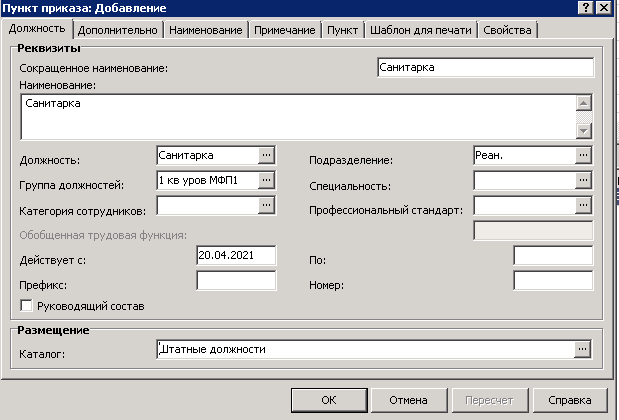 Пункт приказа: Добавление
Должность Дополнительно Наименование Примечание Пункт Шаблон для печати Свойства
Реквизиты
Сокращенное наименование: Санитарка
Наименование:
Санитарка
Должность: Санитарка ... Подразделение: Реан. ...
Группа должностей: 1 кв уров МФП1 ... Специальность: ...
Категория сотрудников: ... Профессиональный стандарт: ...
Обобщенная трудовая функция:
Действует с: 20.04.2021 По:
Префикс: Номер:
Руководящий состав
Размещение
Каталог: Штатные должности ...
ОК Отмена Пересчет Справка